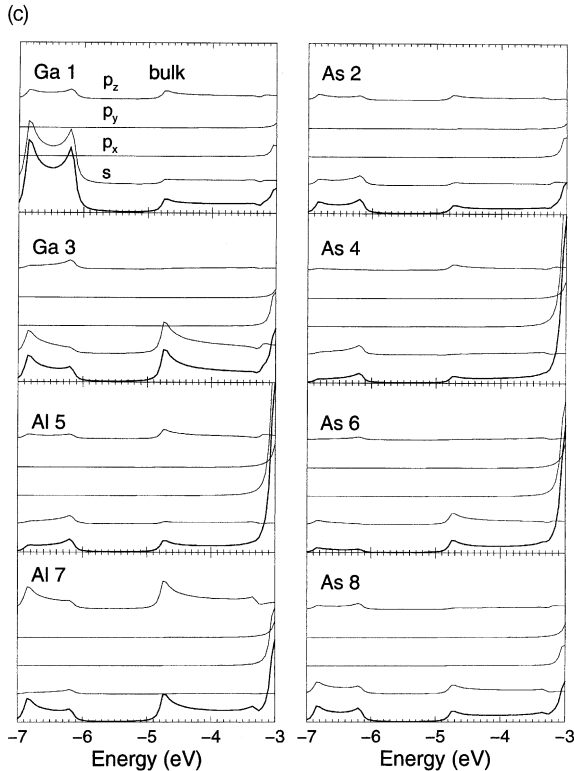 (c)
Ga 1 bulk As 2
p_z
p_y
p_x
s
Ga 3 As 4
Al 5 As 6
Al 7 As 8
−7 −6 −5 −4 −3 −7 −6 −5 −4 −3
Energy (eV) Energy (eV)